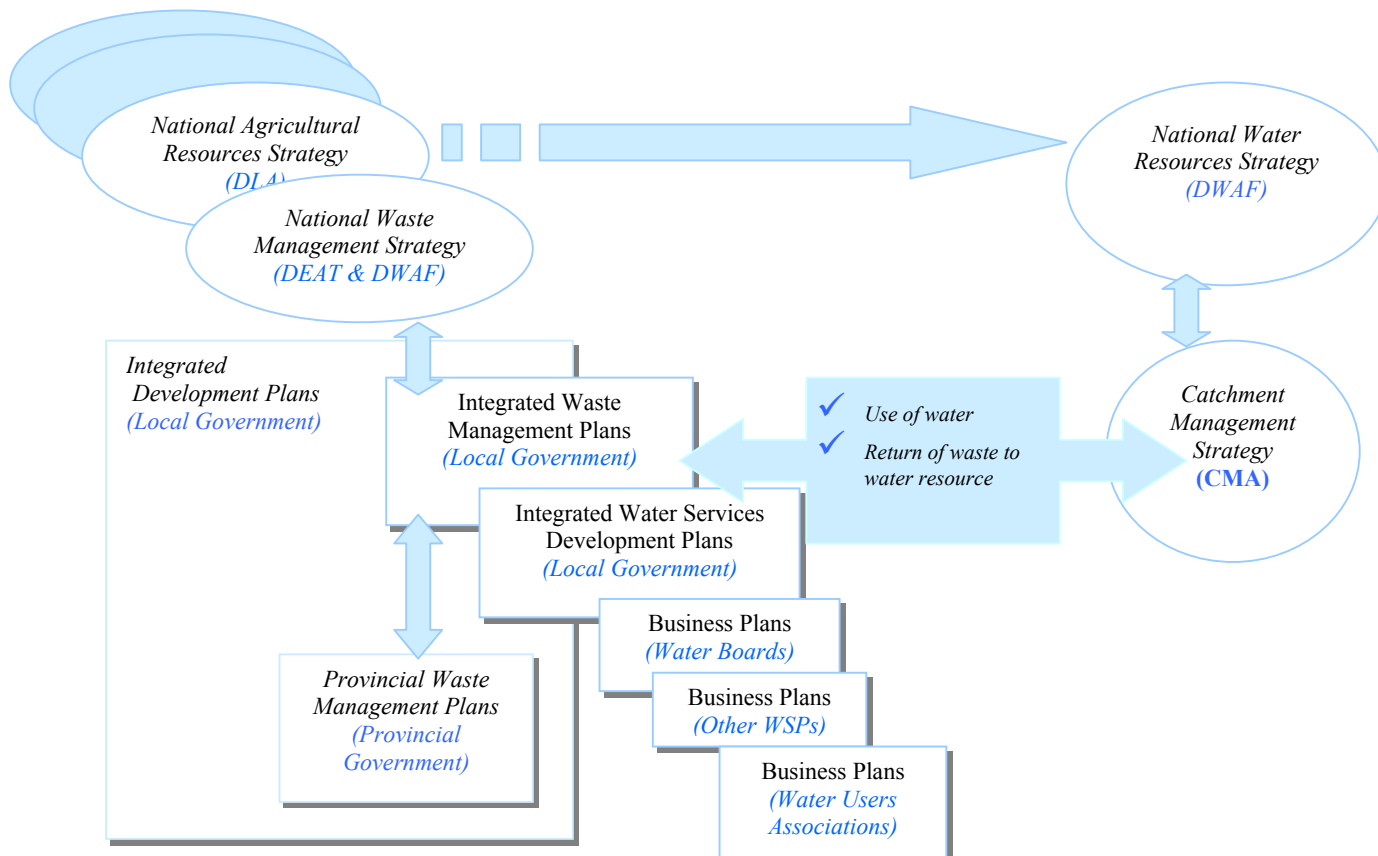 National Agricultural
Resources Strategy
(DLA)
National Waste
Management Strategy
(DEAT & DWAF)
National Water
Resources Strategy
(DWAF)
Integrated
Development Plans
(Local Government)
Integrated Waste
Management Plans
(Local Government)
✓ Use of water
✓ Return of waste to
water resource
Catchment
Management
Strategy
(CMA)
Integrated Water Services
Development Plans
(Local Government)
Business Plans
(Water Boards)
Provincial Waste
Management Plans
(Provincial
Government)
Business Plans
(Other WSPs)
Business Plans
(Water Users
Associations)